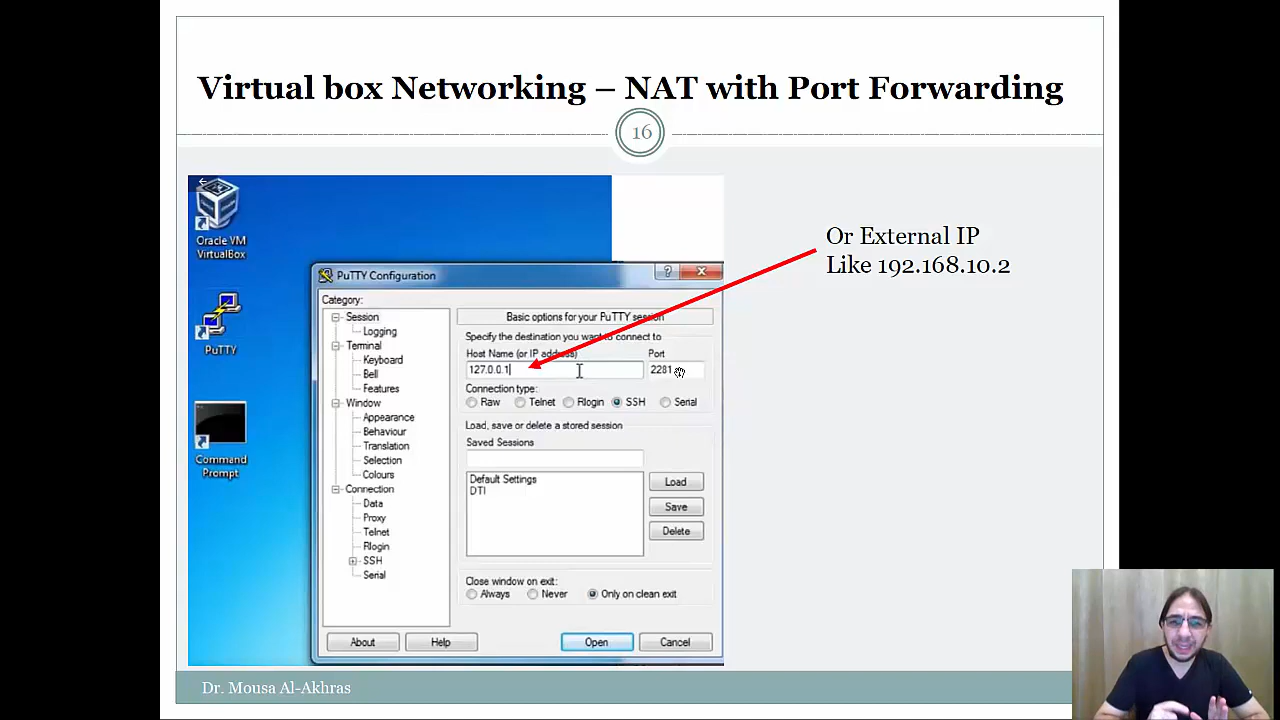 Virtual box Networking – NAT with Port Forwarding
16
Oracle VM
VirtualBox
PuTTY
Command
Prompt
PuTTY Configuration
Category:
Session
Logging
Terminal
Keyboard
Bell
Features
Window
Appearance
Behaviour
Translation
Selection
Colours
Connection
Data
Proxy
Telnet
Rlogin
SSH
Serial
Basic options for your PuTTY session
Specify the destination you want to connect to
Host Name (or IP address)
Port
127.0.0.1
2281
Connection type:
Raw
Telnet
Rlogin
SSH
Serial
Load, save or delete a stored session
Saved Sessions
Default Settings
DTI
Load
Save
Delete
Close window on exit:
Always
Never
Only on clean exit
About
Help
Open
Cancel
Or External IP
Like 192.168.10.2
Dr. Mousa Al-Akhras